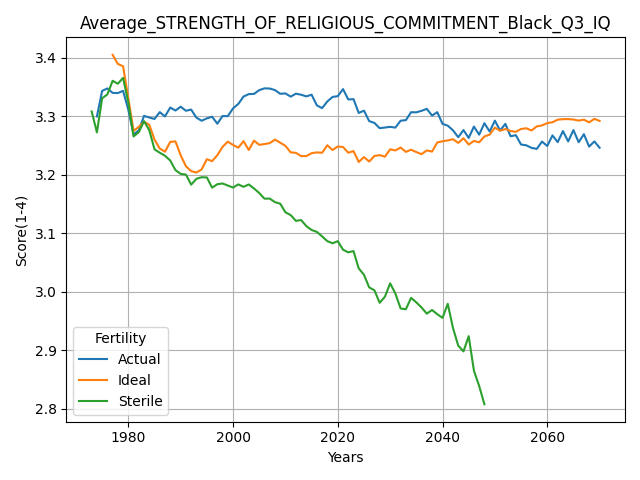 Average_STRENGTH_OF_RELIGIOUS_COMMITMENT_Black_Q3_IQ
3.4
3.3
3.2
3.1
3.0
2.9
2.8
Score(1-4)
Fertility
Actual
Ideal
Sterile
1980 2000 2020 2040 2060
Years